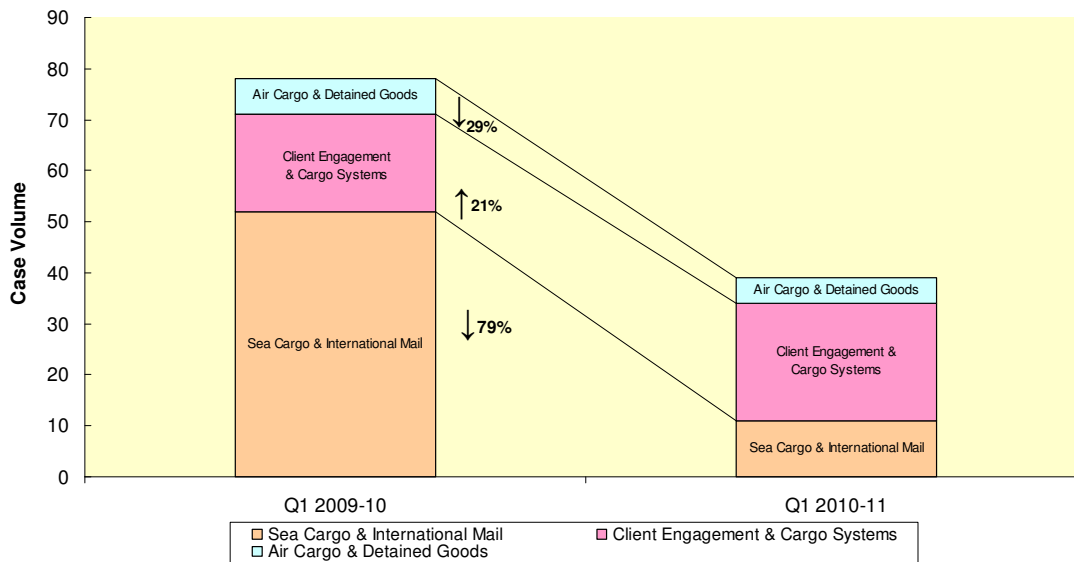 90
80
70
60
50
40
30
20
10
0
Case Volume
Air Cargo & Detained Goods
Client Engagement
& Cargo Systems
Sea Cargo & International Mail
↓29%
↑21%
↓79%
Air Cargo & Detained Goods
Client Engagement &
Cargo Systems
Sea Cargo & International Mail
Q1 2009-10
Q1 2010-11
Sea Cargo & International Mail
Client Engagement & Cargo Systems
Air Cargo & Detained Goods